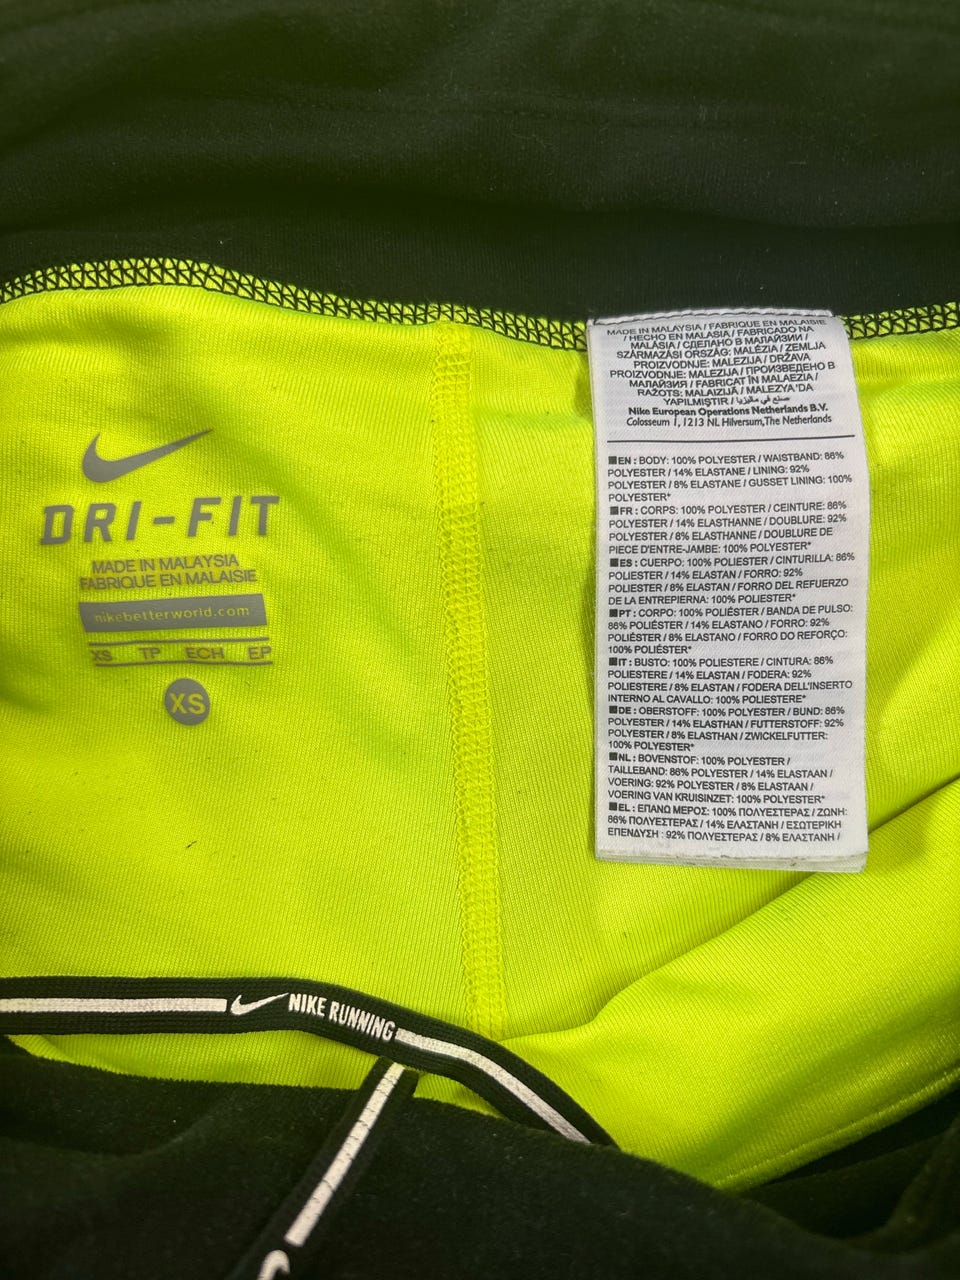 DRI-FIT
MADE IN MALAYSIA
FABRIQUE EN MALAISIE
nikebetterworld.com
XS TP ECH EP
XS
MADE IN MALAYSIA / FABRIQUE EN MALAISIE
/ HECHO EN MALASIA / FABRICADO NA
MALÁSIA / СДЕЛАНО В МАЛАЙЗИИ /
SZÁRMAZÁSI ORSZÁG: MALÉZIA / ZEMLJA
PROIZVODNJE: MALEZIJA / DRŽAVA
PROIZVODNJE: MALEZIJA / ПРОИЗВЕДЕНО В
МАЛАЙЗИЯ / FABRICAT ÎN MALAEZIA /
RAŽOTS: MALAIZIJĀ / MALEZYA'DA
YAPILMIŞTIR / صنع في ماليزيا
Nike European Operations Netherlands B.V.
Colosseum 1, 1213 NL Hilversum,The Netherlands
EN : BODY: 100% POLYESTER / WAISTBAND: 86%
POLYESTER / 14% ELASTANE / LINING: 92%
POLYESTER / 8% ELASTANE / GUSSET LINING: 100%
POLYESTER*
FR : CORPS: 100% POLYESTER / CEINTURE: 86%
POLYESTER / 14% ELASTHANNE / DOUBLURE: 92%
POLYESTER / 8% ELASTHANNE / DOUBLURE DE
PIECE D'ENTRE-JAMBE: 100% POLYESTER*
ES : CUERPO: 100% POLIESTER / CINTURILLA: 86%
POLIESTER / 14% ELASTAN / FORRO: 92%
POLIESTER / 8% ELASTAN / FORRO DEL REFUERZO
DE LA ENTREPIERNA: 100% POLIESTER*
PT : CORPO: 100% POLIÉSTER / BANDA DE PULSO:
86% POLIÉSTER / 14% ELASTANO / FORRO: 92%
POLIÉSTER / 8% ELASTANO / FORRO DO REFORÇO:
100% POLIÉSTER*
IT : BUSTO: 100% POLIESTERE / CINTURA: 86%
POLIESTERE / 14% ELASTAN / FODERA: 92%
POLIESTERE / 8% ELASTAN / FODERA DELL'INSERTO
INTERNO AL CAVALLO: 100% POLIESTERE*
DE : OBERSTOFF: 100% POLYESTER / BUND: 86%
POLYESTER / 14% ELASTHAN / FUTTERSTOFF: 92%
POLYESTER / 8% ELASTHAN / ZWICKELFUTTER:
100% POLYESTER*
NL : BOVENSTOF: 100% POLYESTER /
TAILLEBAND: 86% POLYESTER / 14% ELASTAAN /
VOERING: 92% POLYESTER / 8% ELASTAAN /
VOERING VAN KRUISINZET: 100% POLYESTER*
EL : ΕΠΑΝΩ ΜΕΡΟΣ: 100% ΠΟΛΥΕΣΤΕΡΑΣ / ΖΩΝΗ:
86% ΠΟΛΥΕΣΤΕΡΑΣ / 14% ΕΛΑΣΤΑΝΗ / ΕΣΩΤΕΡΙΚΗ
ΕΠΕΝΔΥΣΗ : 92% ΠΟΛΥΕΣΤΕΡΑΣ / 8% ΕΛΑΣΤΑΝΗ /
NIKE RUNNING